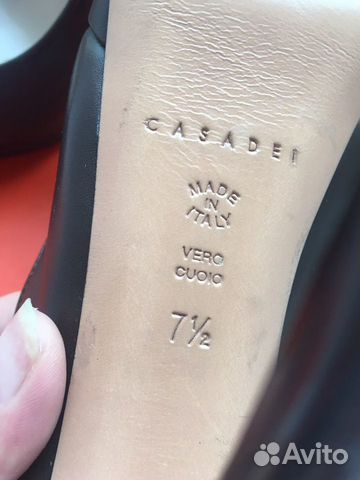 CASADEI
MADE
IN
ITALY
VERO
CUOIO
7½
Avito